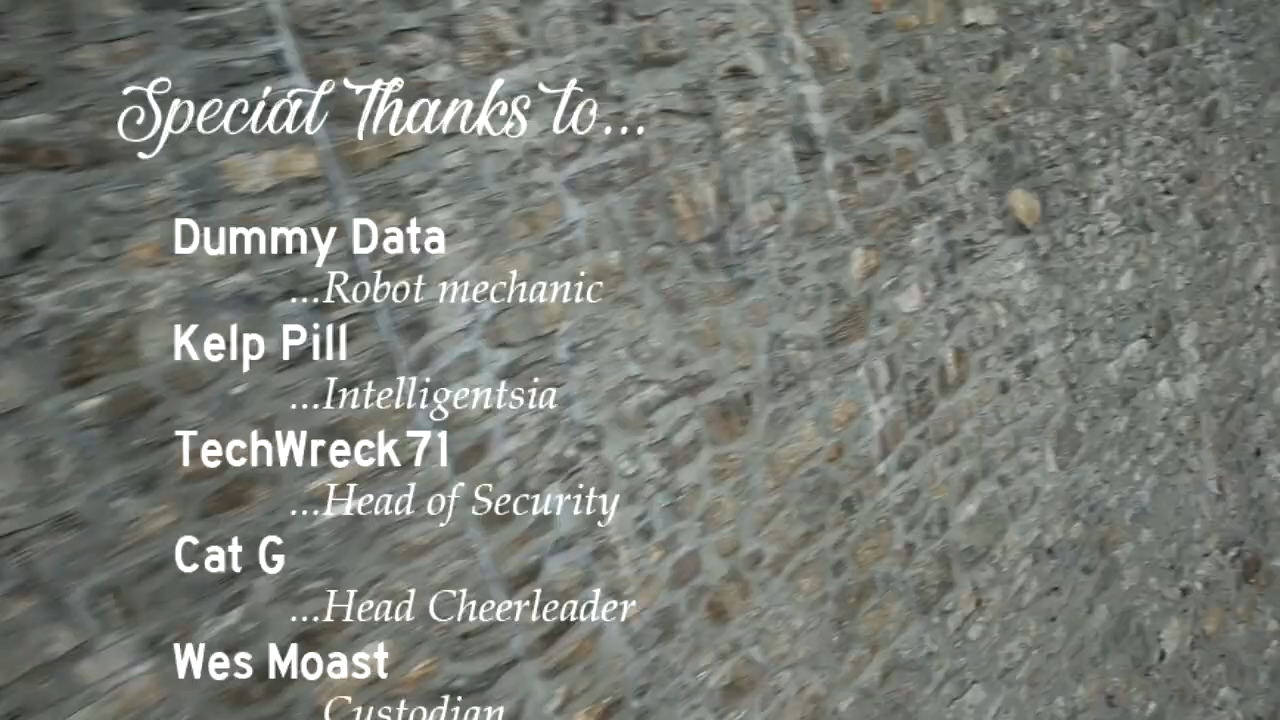 Special Thanks to...
Dummy Data
...Robot mechanic
Kelp Pill
...Intelligentsia
TechWreck71
...Head of Security
Cat G
...Head Cheerleader
Wes Moast
...Custodian